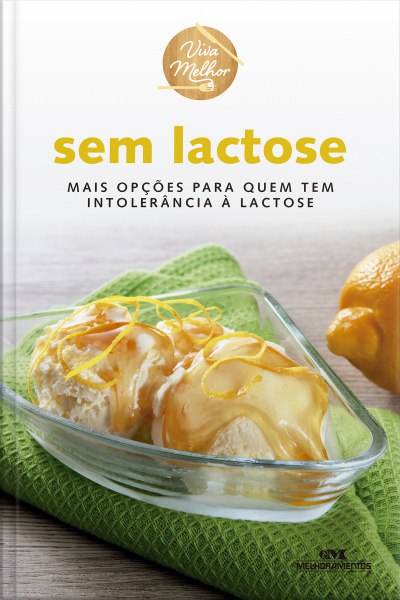 Viva
Melhor
sem lactose
MAIS OPÇÕES PARA QUEM TEM
INTOLERÂNCIA À LACTOSE
MELHORAMENTOS